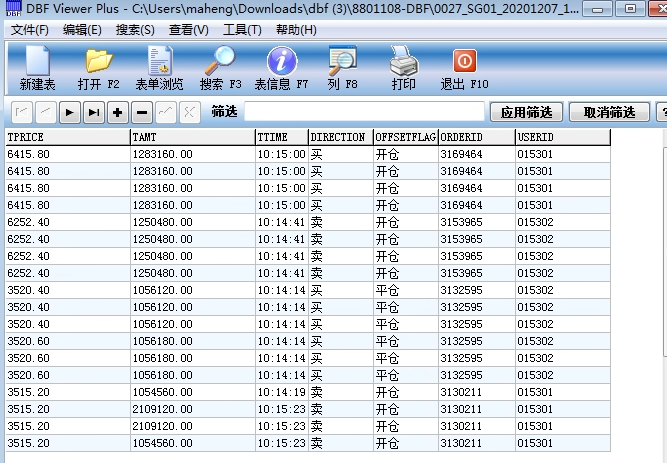 DBF Viewer Plus - C:\Users\maheng\Downloads\dbf (3)\8801108-DBF\0027_SG01_20201207_1...
文件(F) 编辑(E) 搜索(S) 查看(V) 工具(T) 帮助(H)
新建表 打开 F2 表单浏览 搜索 F3 表信息 F7 列 F8 打印 退出 F10
筛选 应用筛选 取消筛选 ?
TPRICE TAMT TTIME DIRECTION OFFSETFLAG ORDERID USERID
6415.80 1283160.00 10:15:00 买 开仓 3169464 015301
6415.80 1283160.00 10:15:00 买 开仓 3169464 015301
6415.80 1283160.00 10:15:00 买 开仓 3169464 015301
6415.80 1283160.00 10:15:00 买 开仓 3169464 015301
6252.40 1250480.00 10:14:41 卖 开仓 3153965 015302
6252.40 1250480.00 10:14:41 卖 开仓 3153965 015302
6252.40 1250480.00 10:14:41 卖 开仓 3153965 015302
6252.40 1250480.00 10:14:41 卖 开仓 3153965 015302
3520.40 1056120.00 10:14:14 买 平仓 3132595 015302
3520.40 1056120.00 10:14:14 买 平仓 3132595 015302
3520.40 1056120.00 10:14:14 买 平仓 3132595 015302
3520.60 1056180.00 10:14:14 买 平仓 3132595 015302
3520.60 1056180.00 10:14:14 买 平仓 3132595 015302
3520.60 1056180.00 10:14:14 买 平仓 3132595 015302
3515.20 1054560.00 10:14:19 卖 开仓 3130211 015301
3515.20 2109120.00 10:15:23 卖 开仓 3130211 015301
3515.20 2109120.00 10:15:23 卖 开仓 3130211 015301
3515.20 1054560.00 10:15:23 卖 开仓 3130211 015301